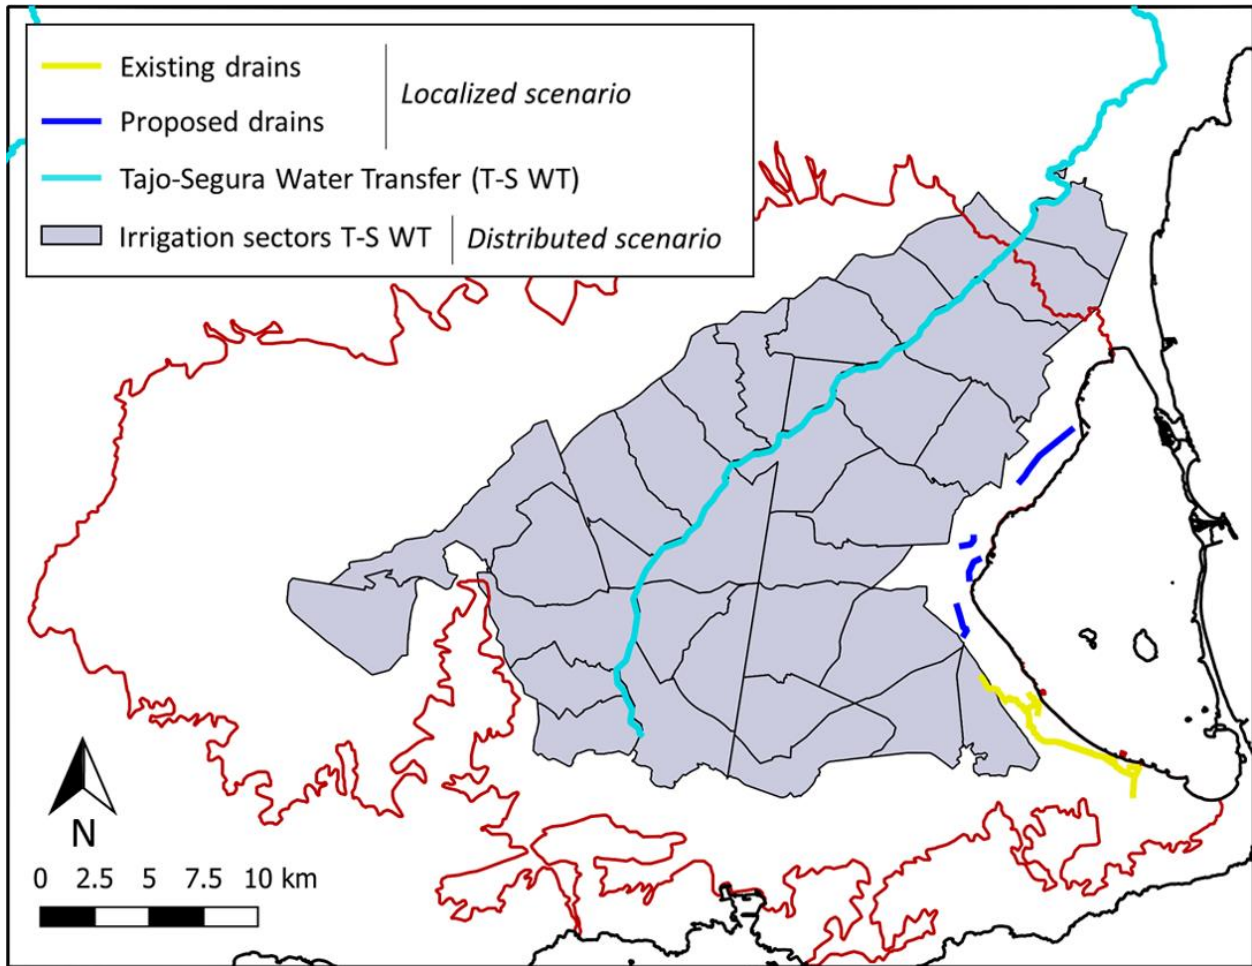 Existing drains
Localized scenario
Proposed drains
Tajo-Segura Water Transfer (T-S WT)
Irrigation sectors T-S WT
Distributed scenario
N
0 2.5 5 7.5 10 km